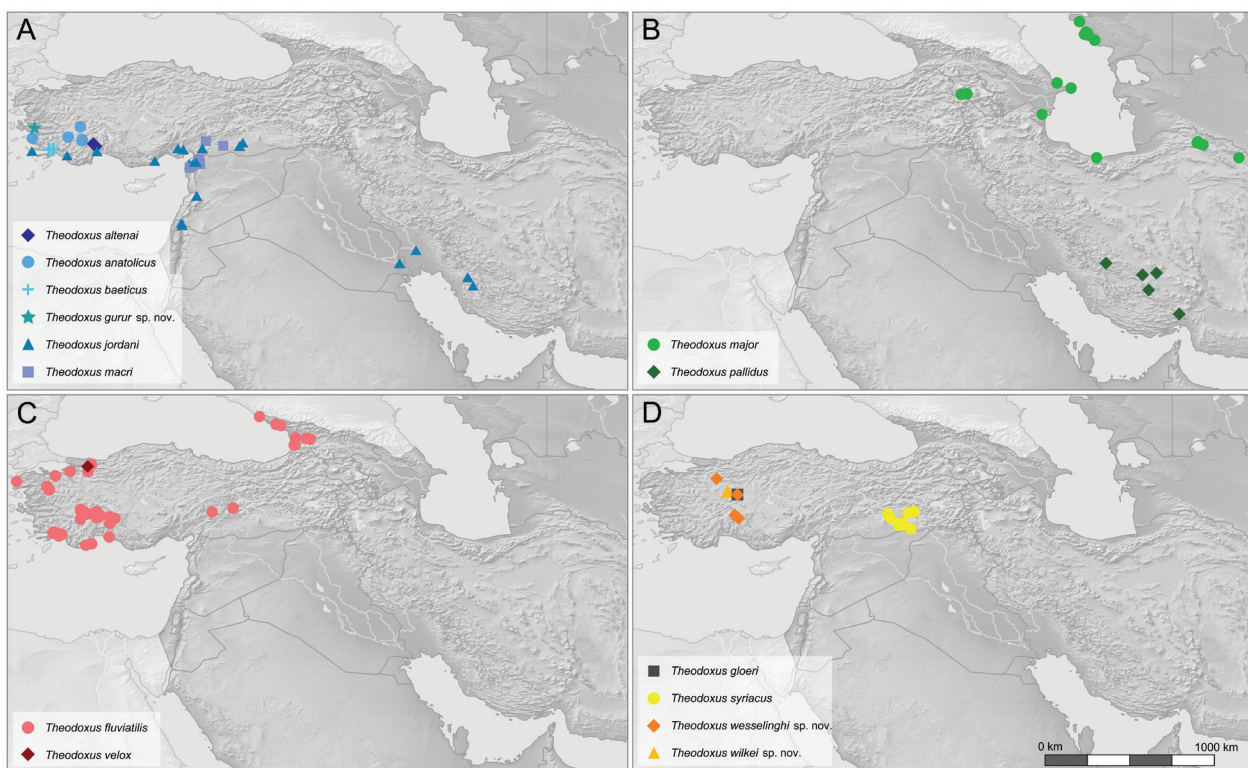 A
Theodoxus altenai
Theodoxus anatolicus
Theodoxus baeticus
Theodoxus gurur sp. nov.
Theodoxus jordani
Theodoxus macri
B
Theodoxus major
Theodoxus pallidus
C
Theodoxus fluviatilis
Theodoxus velox
D
Theodoxus gloeri
Theodoxus syriacus
Theodoxus wesselinghi sp. nov.
Theodoxus wilkei sp. nov.
0 km 1000 km